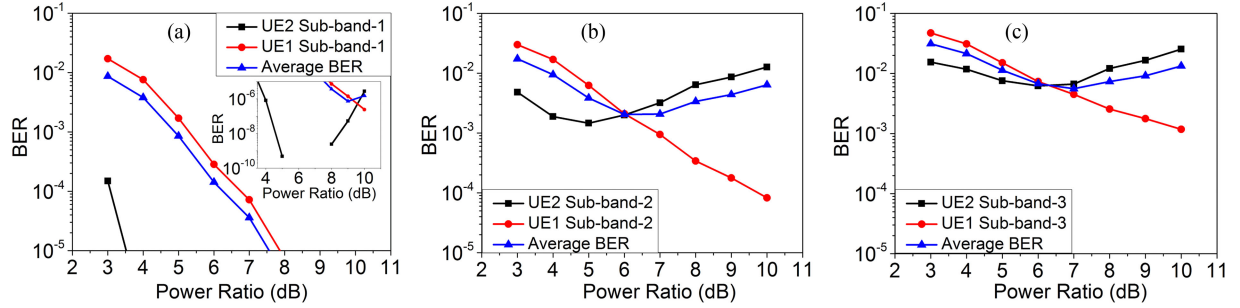 (a)
UE2 Sub-band-1
UE1 Sub-band-1
Average BER
10⁻¹
10⁻²
10⁻³
10⁻⁴
10⁻⁵
BER
2 3 4 5 6 7 8 9 10 11
Power Ratio (dB)
10⁻⁶
10⁻⁸
10⁻¹⁰
BER
4 6 8 10
Power Ratio (dB)
(b)
10⁻¹
10⁻²
10⁻³
10⁻⁴
10⁻⁵
BER
UE2 Sub-band-2
UE1 Sub-band-2
Average BER
2 3 4 5 6 7 8 9 10 11
Power Ratio (dB)
(c)
10⁻¹
10⁻²
10⁻³
10⁻⁴
10⁻⁵
BER
UE2 Sub-band-3
UE1 Sub-band-3
Average BER
2 3 4 5 6 7 8 9 10 11
Power Ratio (dB)